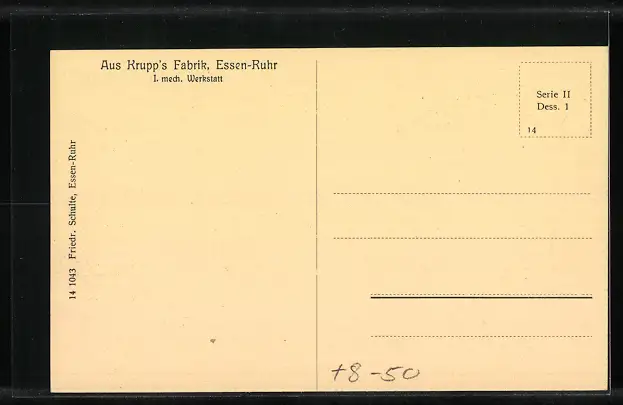 Aus Krupp's Fabrik, Essen-Ruhr
I. mech. Werkstatt
14 1043 Friedr. Schulte, Essen-Ruhr
Serie II
Dess. 1
14
+8-50